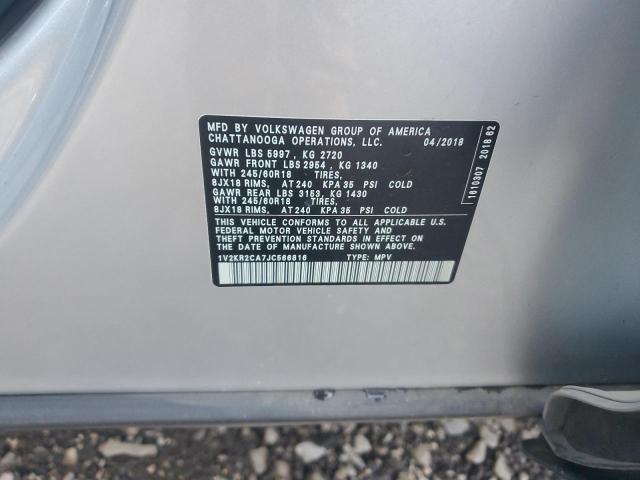 MFD BY VOLKSWAGEN GROUP OF AMERICA
CHATTANOOGA OPERATIONS, LLC. 04/2018
GVWR LBS 5997 , KG 2720
GAWR FRONT LBS 2954 , KG 1340
WITH 245/60R18 TIRES,
8JX18 RIMS, AT 240 KPA 35 PSI COLD
GAWR REAR LBS 3153, KG 1430
WITH 245/60R18 TIRES,
8JX18 RIMS, AT 240 KPA 35 PSI COLD
THIS VEHICLE CONFORMS TO ALL APPLICABLE U.S.
FEDERAL MOTOR VEHICLE SAFETY AND
THEFT PREVENTION STANDARDS IN EFFECT ON THE
DATE OF MANUFACTURE SHOWN ABOVE
1V2KR2CA7JC566816 TYPE: MPV
1610307 2018 62